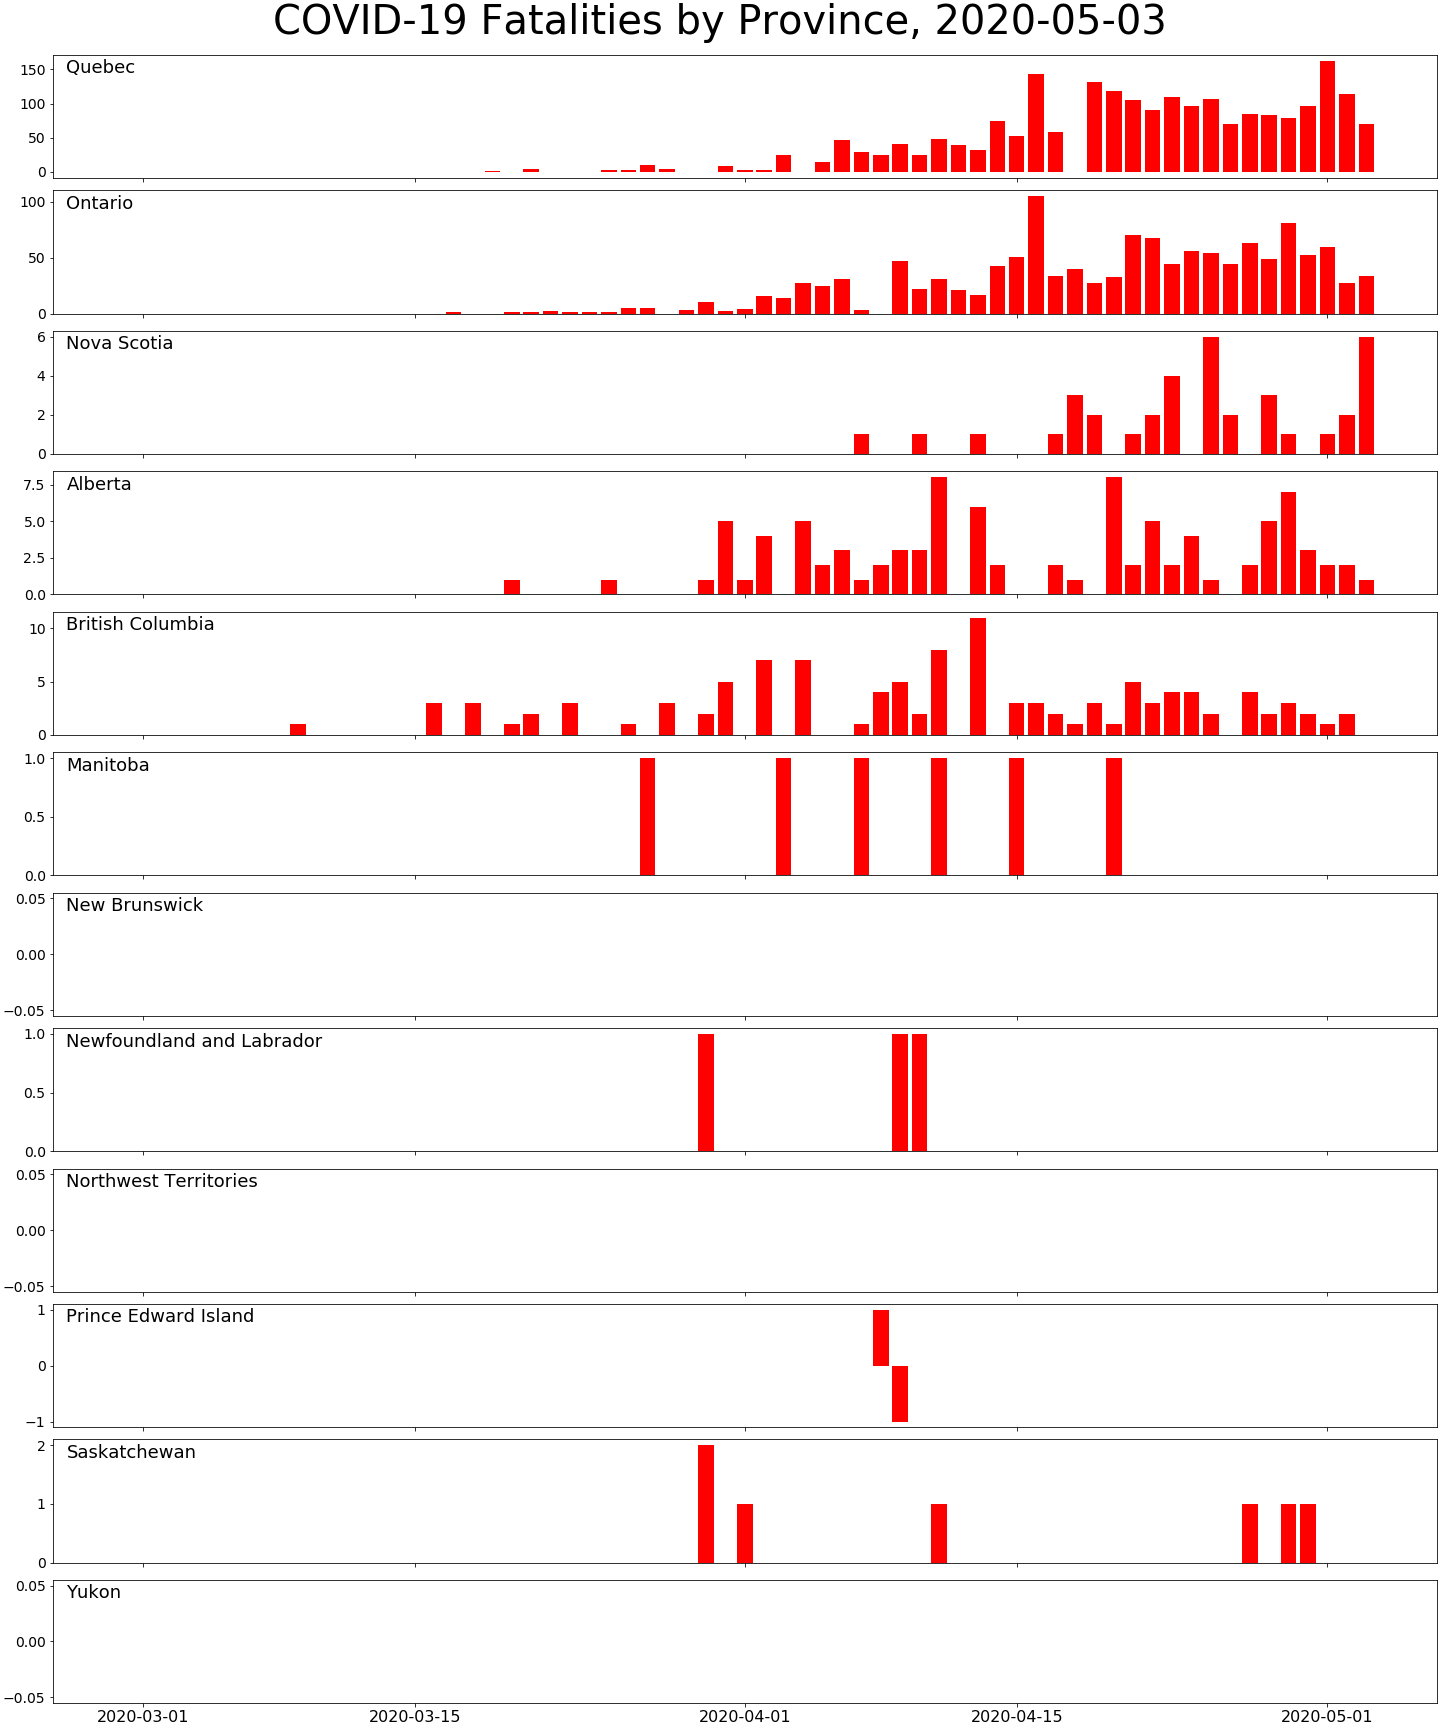 COVID-19 Fatalities by Province, 2020-05-03
Quebec
150
100
50
0
Ontario
100
50
0
Nova Scotia
6
4
2
0
Alberta
7.5
5.0
2.5
0.0
British Columbia
10
5
0
Manitoba
1.0
0.5
0.0
New Brunswick
0.05
0.00
−0.05
Newfoundland and Labrador
1.0
0.5
0.0
Northwest Territories
0.05
0.00
−0.05
Prince Edward Island
1
0
−1
Saskatchewan
2
1
0
Yukon
0.05
0.00
−0.05
2020-03-01 2020-03-15 2020-04-01 2020-04-15 2020-05-01